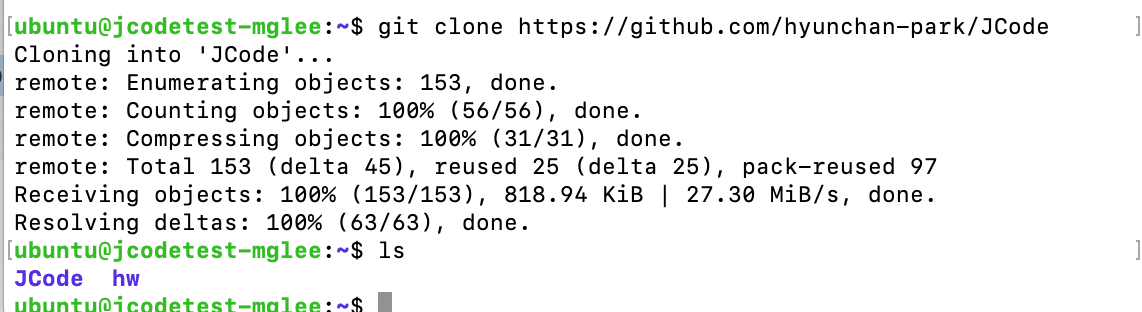 [ubuntu@jcodetest-mglee:~$ git clone https://github.com/hyunchan-park/JCode ]
Cloning into 'JCode'...
remote: Enumerating objects: 153, done.
remote: Counting objects: 100% (56/56), done.
remote: Compressing objects: 100% (31/31), done.
remote: Total 153 (delta 45), reused 25 (delta 25), pack-reused 97
Receiving objects: 100% (153/153), 818.94 KiB | 27.30 MiB/s, done.
Resolving deltas: 100% (63/63), done.
[ubuntu@jcodetest-mglee:~$ ls ]
JCode  hw
ubuntu@jcodetest-mglee:~$